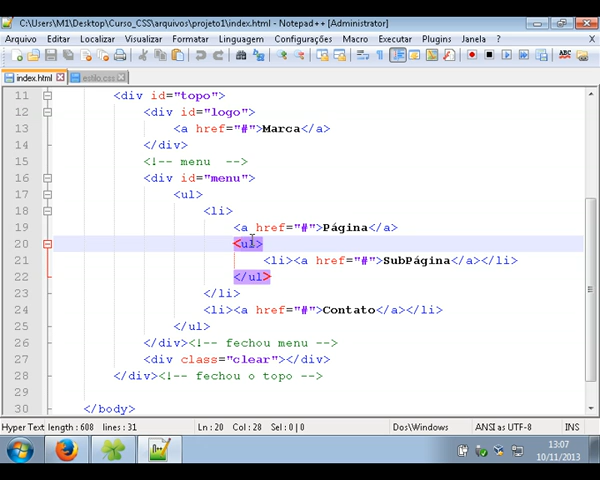 C:\Users\M1\Desktop\Curso_CSS\arquivos\projeto1\index.html - Notepad++ [Administrator]
Arquivo Editar Localizar Visualizar Formatar Linguagem Configurações Macro Executar Plugins Janela ? X
index.html estilo.css
11 <div id="topo">
12 <div id="logo">
13 <a href="#">Marca</a>
14 </div>
15 <!-- menu -->
16 <div id="menu">
17 <ul>
18 <li>
19 <a href="#">Página</a>
20 <ul>
21 <li><a href="#">SubPágina</a></li>
22 </ul>
23 </li>
24 <li><a href="#">Contato</a></li>
25 </ul>
26 </div><!-- fechou menu -->
27 <div class="clear"></div>
28 </div><!-- fechou o topo -->
29
30 </body>
Hyper Text length : 608 lines : 31 Ln : 20 Col : 28 Sel : 0 | 0 Dos\Windows ANSI as UTF-8 INS
13:07
10/11/2013